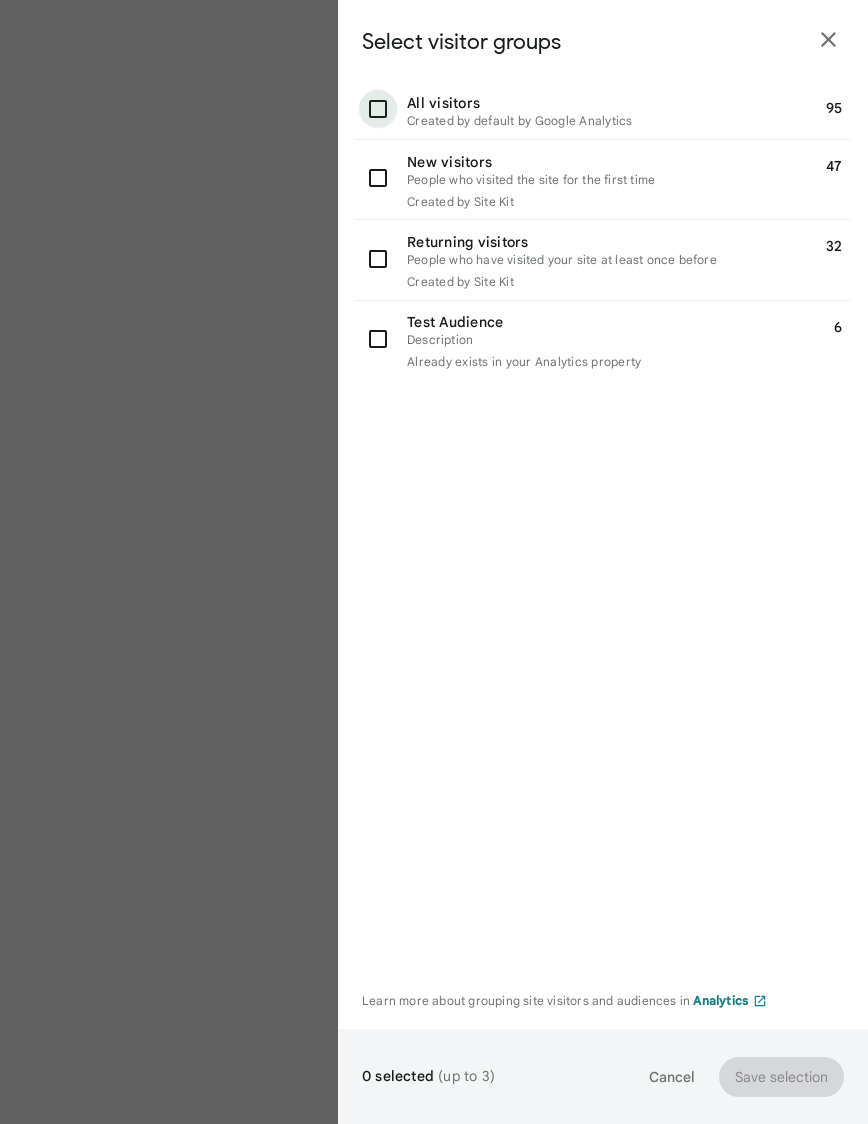 Select visitor groups
All visitors
95
Created by default by Google Analytics
New visitors
47
People who visited the site for the first time
Created by Site Kit
Returning visitors
32
People who have visited your site at least once before
Created by Site Kit
Test Audience
6
Description
Already exists in your Analytics property
Learn more about grouping site visitors and audiences in Analytics
0 selected (up to 3)
Cancel
Save selection